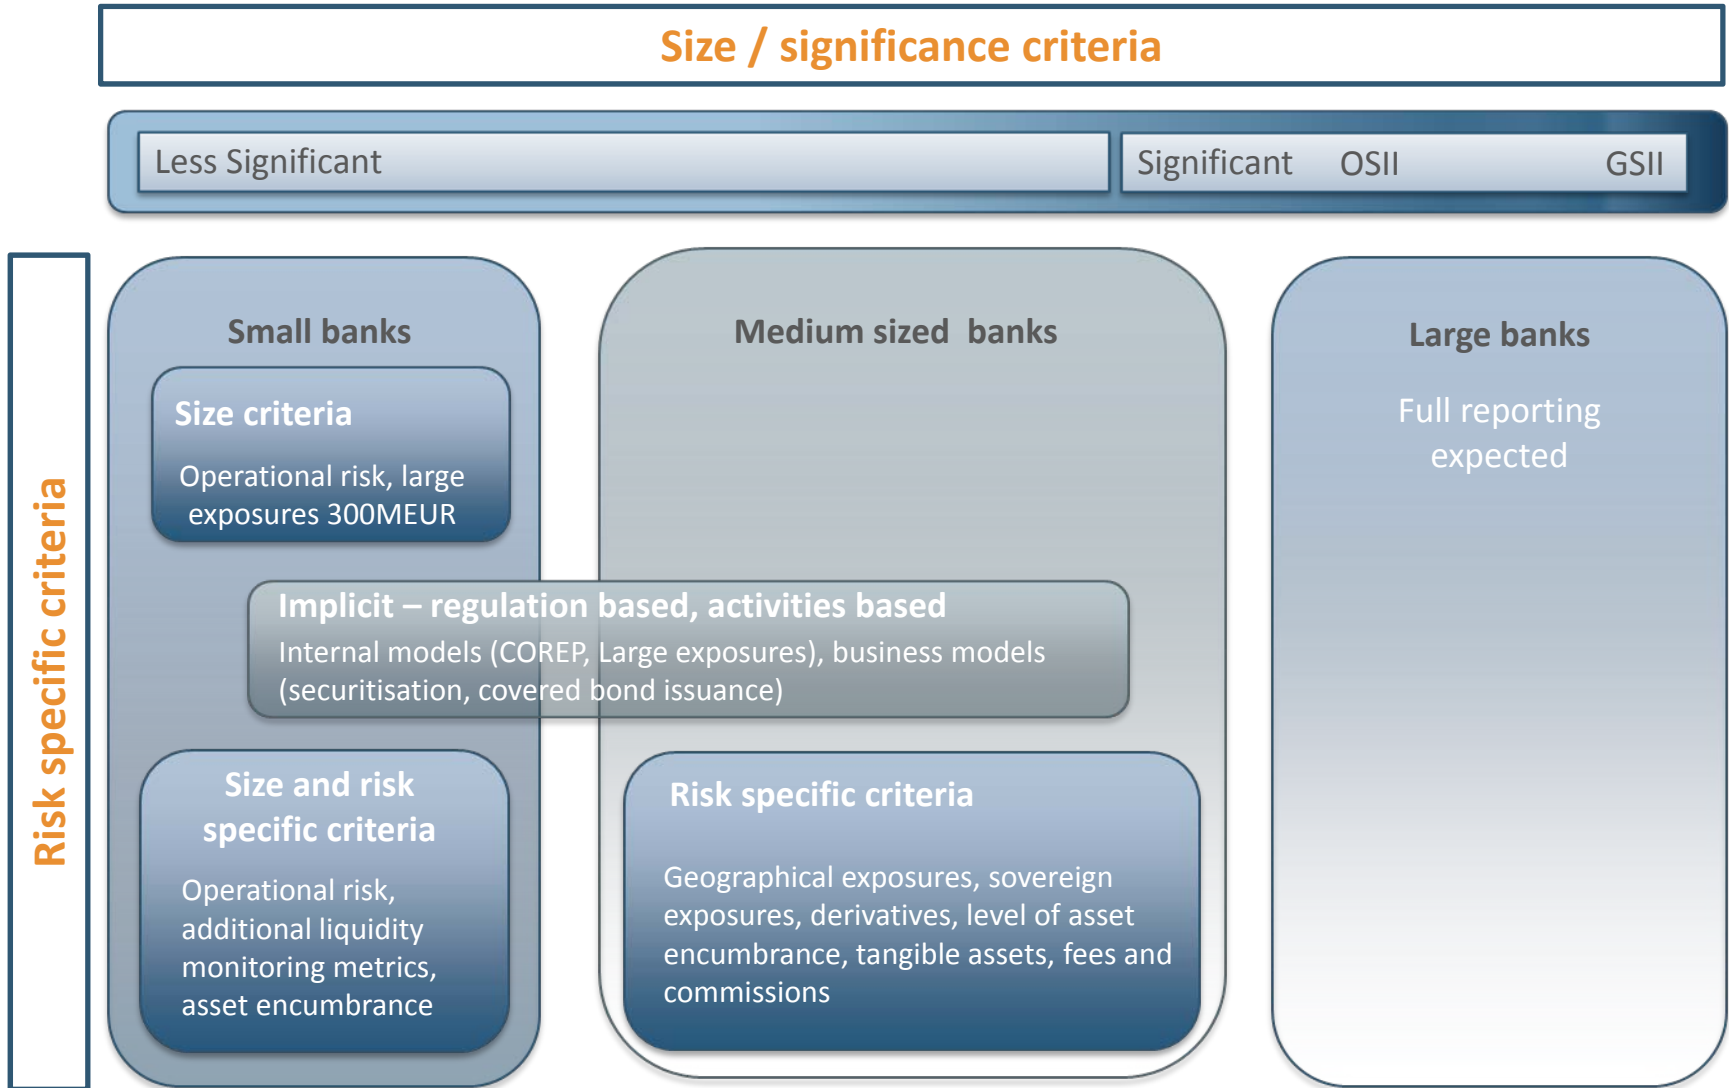 Size / significance criteria
Less Significant
Significant OSII GSII
Risk specific criteria
Small banks
Size criteria
Operational risk, large
exposures 300MEUR
Medium sized banks
Large banks
Full reporting
expected
Implicit – regulation based, activities based
Internal models (COREP, Large exposures), business models
(securitisation, covered bond issuance)
Size and risk
specific criteria
Operational risk,
additional liquidity
monitoring metrics,
asset encumbrance
Risk specific criteria
Geographical exposures, sovereign
exposures, derivatives, level of asset
encumbrance, tangible assets, fees and
commissions